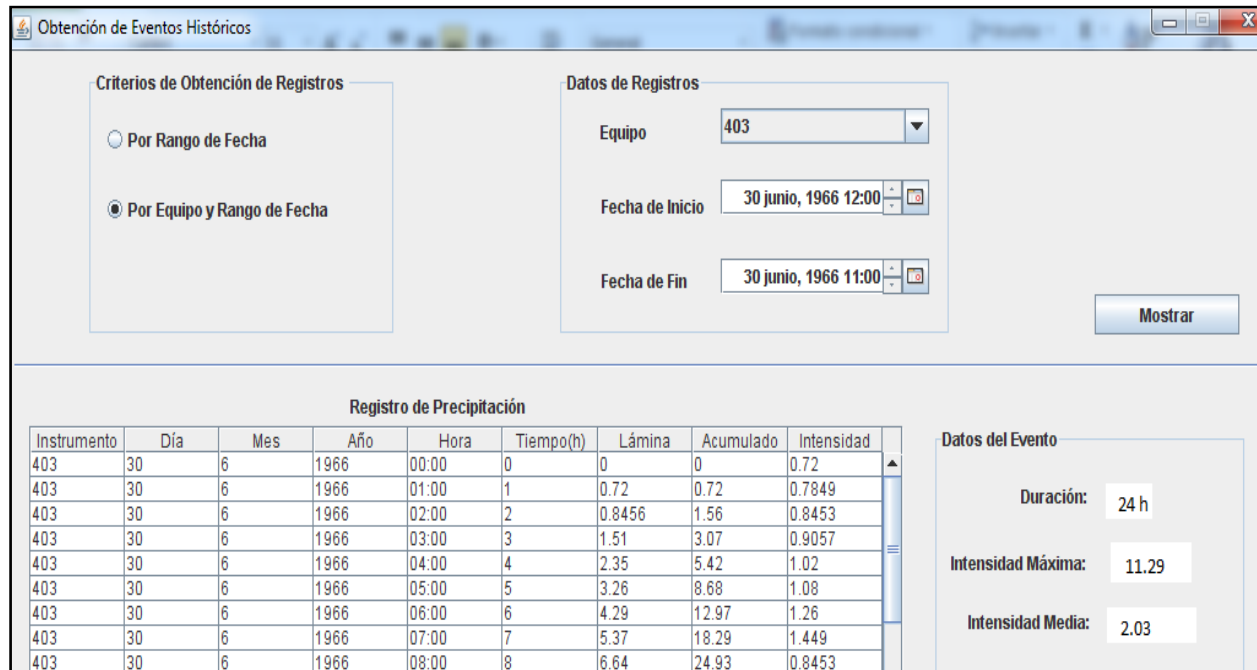 Obtención de Eventos Históricos
Criterios de Obtención de Registros
Por Rango de Fecha
Por Equipo y Rango de Fecha
Datos de Registros
Equipo 403
Fecha de Inicio 30 junio, 1966 12:00
Fecha de Fin 30 junio, 1966 11:00
Mostrar
Registro de Precipitación
Instrumento Día Mes Año Hora Tiempo(h) Lámina Acumulado Intensidad
403 30 6 1966 00:00 0 0 0 0.72
403 30 6 1966 01:00 1 0.72 0.72 0.7849
403 30 6 1966 02:00 2 0.8456 1.56 0.8453
403 30 6 1966 03:00 3 1.51 3.07 0.9057
403 30 6 1966 04:00 4 2.35 5.42 1.02
403 30 6 1966 05:00 5 3.26 8.68 1.08
403 30 6 1966 06:00 6 4.29 12.97 1.26
403 30 6 1966 07:00 7 5.37 18.29 1.449
403 30 6 1966 08:00 8 6.64 24.93 0.8453
Datos del Evento
Duración: 24 h
Intensidad Máxima: 11.29
Intensidad Media: 2.03